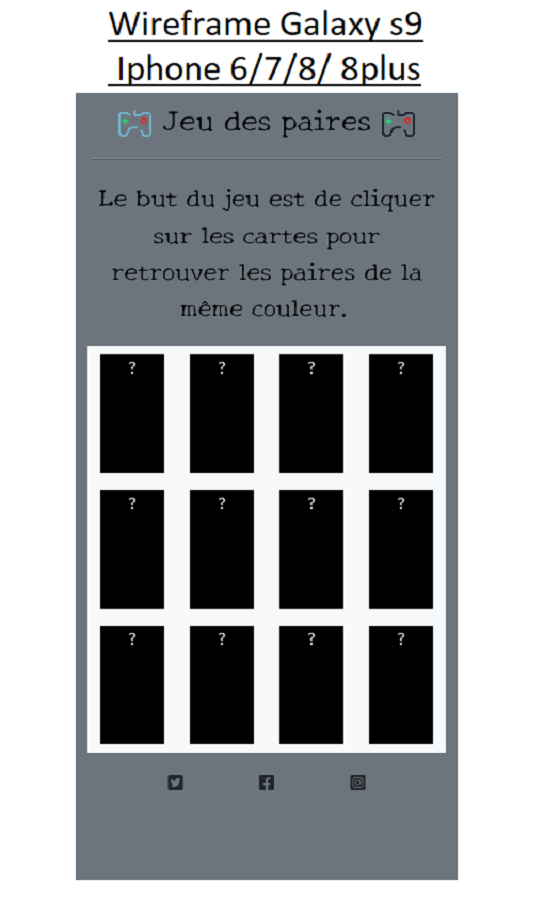 Wireframe Galaxy s9
Iphone 6/7/8/ 8plus
Jeu des paires
Le but du jeu est de cliquer
sur les cartes pour
retrouver les paires de la
même couleur.
? ? ? ?
? ? ? ?
? ? ? ?